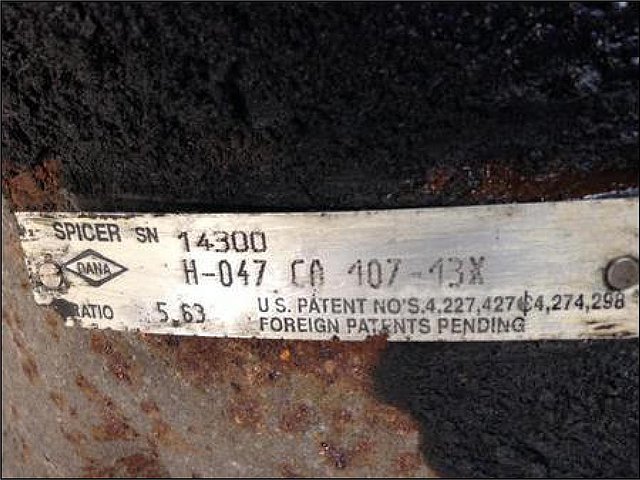 SPICER SN 14300
DANA
H-047 CA 107-13X
RATIO 5.63
U.S. PATENT NO'S. 4,227,427 & 4,274,298
FOREIGN PATENTS PENDING